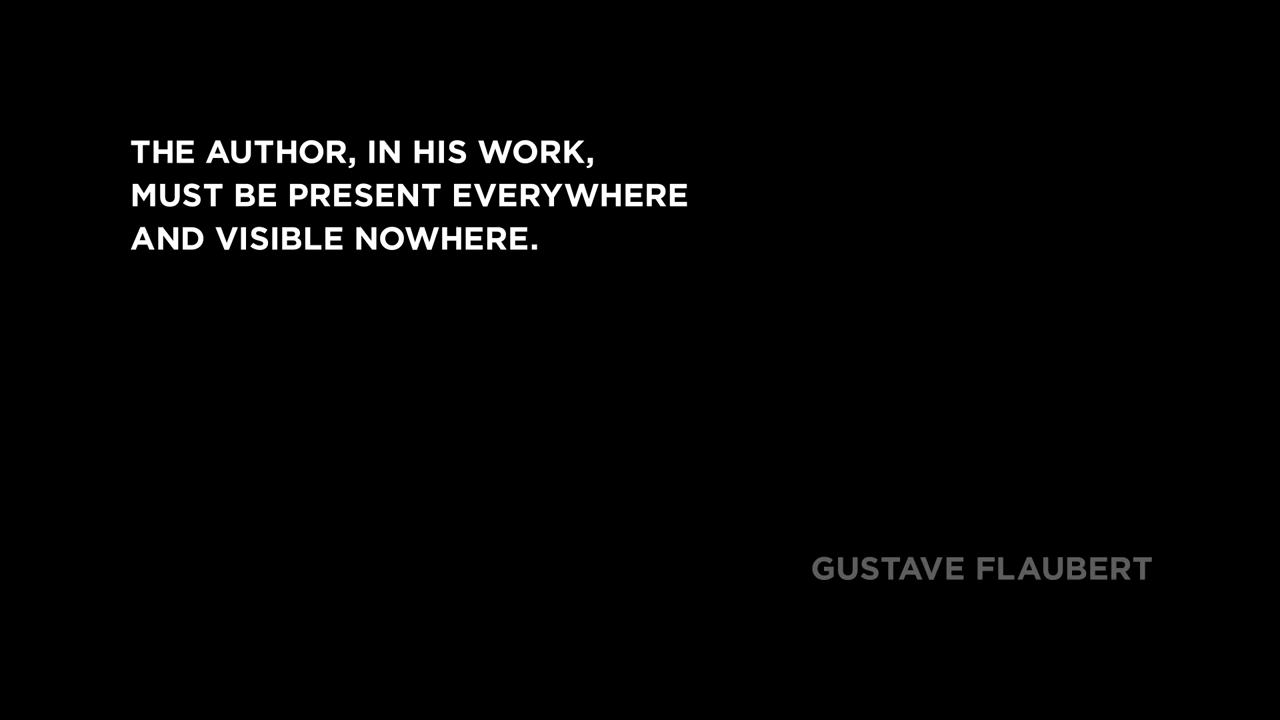 THE AUTHOR, IN HIS WORK,
MUST BE PRESENT EVERYWHERE
AND VISIBLE NOWHERE.
GUSTAVE FLAUBERT